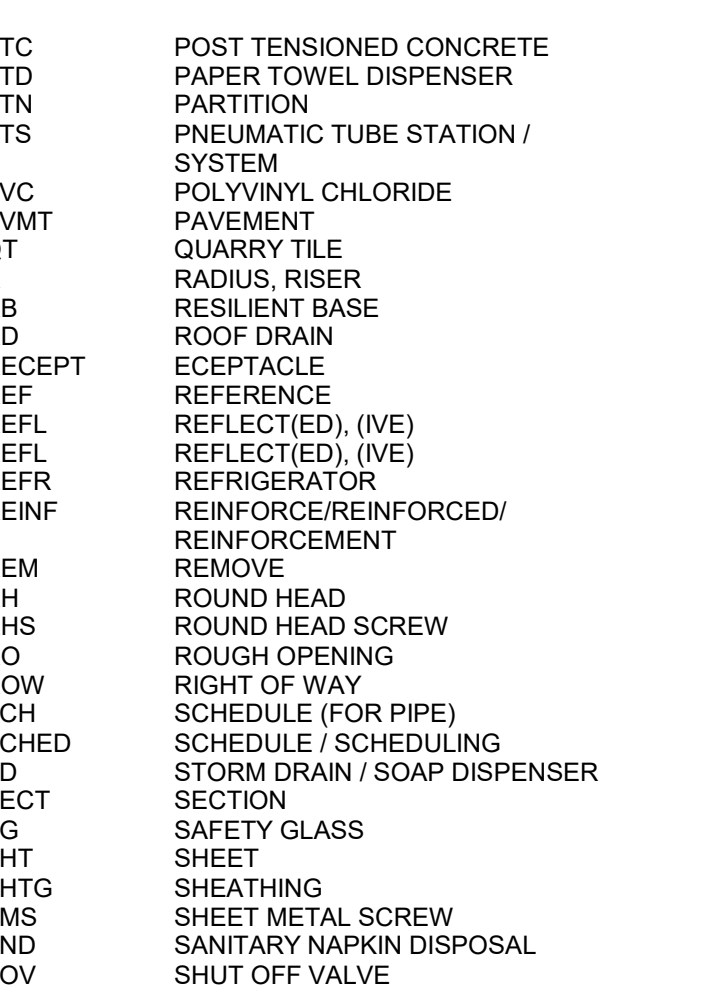 TC POST TENSIONED CONCRETE
TD PAPER TOWEL DISPENSER
TN PARTITION
TS PNEUMATIC TUBE STATION /
SYSTEM
VC POLYVINYL CHLORIDE
VMT PAVEMENT
QT QUARRY TILE
RADIUS, RISER
B RESILIENT BASE
D ROOF DRAIN
ECEPT ECEPTACLE
EF REFERENCE
EFL REFLECT(ED), (IVE)
EFL REFLECT(ED), (IVE)
EFR REFRIGERATOR
EINF REINFORCE/REINFORCED/
REINFORCEMENT
EM REMOVE
H ROUND HEAD
HS ROUND HEAD SCREW
O ROUGH OPENING
OW RIGHT OF WAY
CH SCHEDULE (FOR PIPE)
CHED SCHEDULE / SCHEDULING
D STORM DRAIN / SOAP DISPENSER
ECT SECTION
G SAFETY GLASS
HT SHEET
HTG SHEATHING
MS SHEET METAL SCREW
ND SANITARY NAPKIN DISPOSAL
OV SHUT OFF VALVE